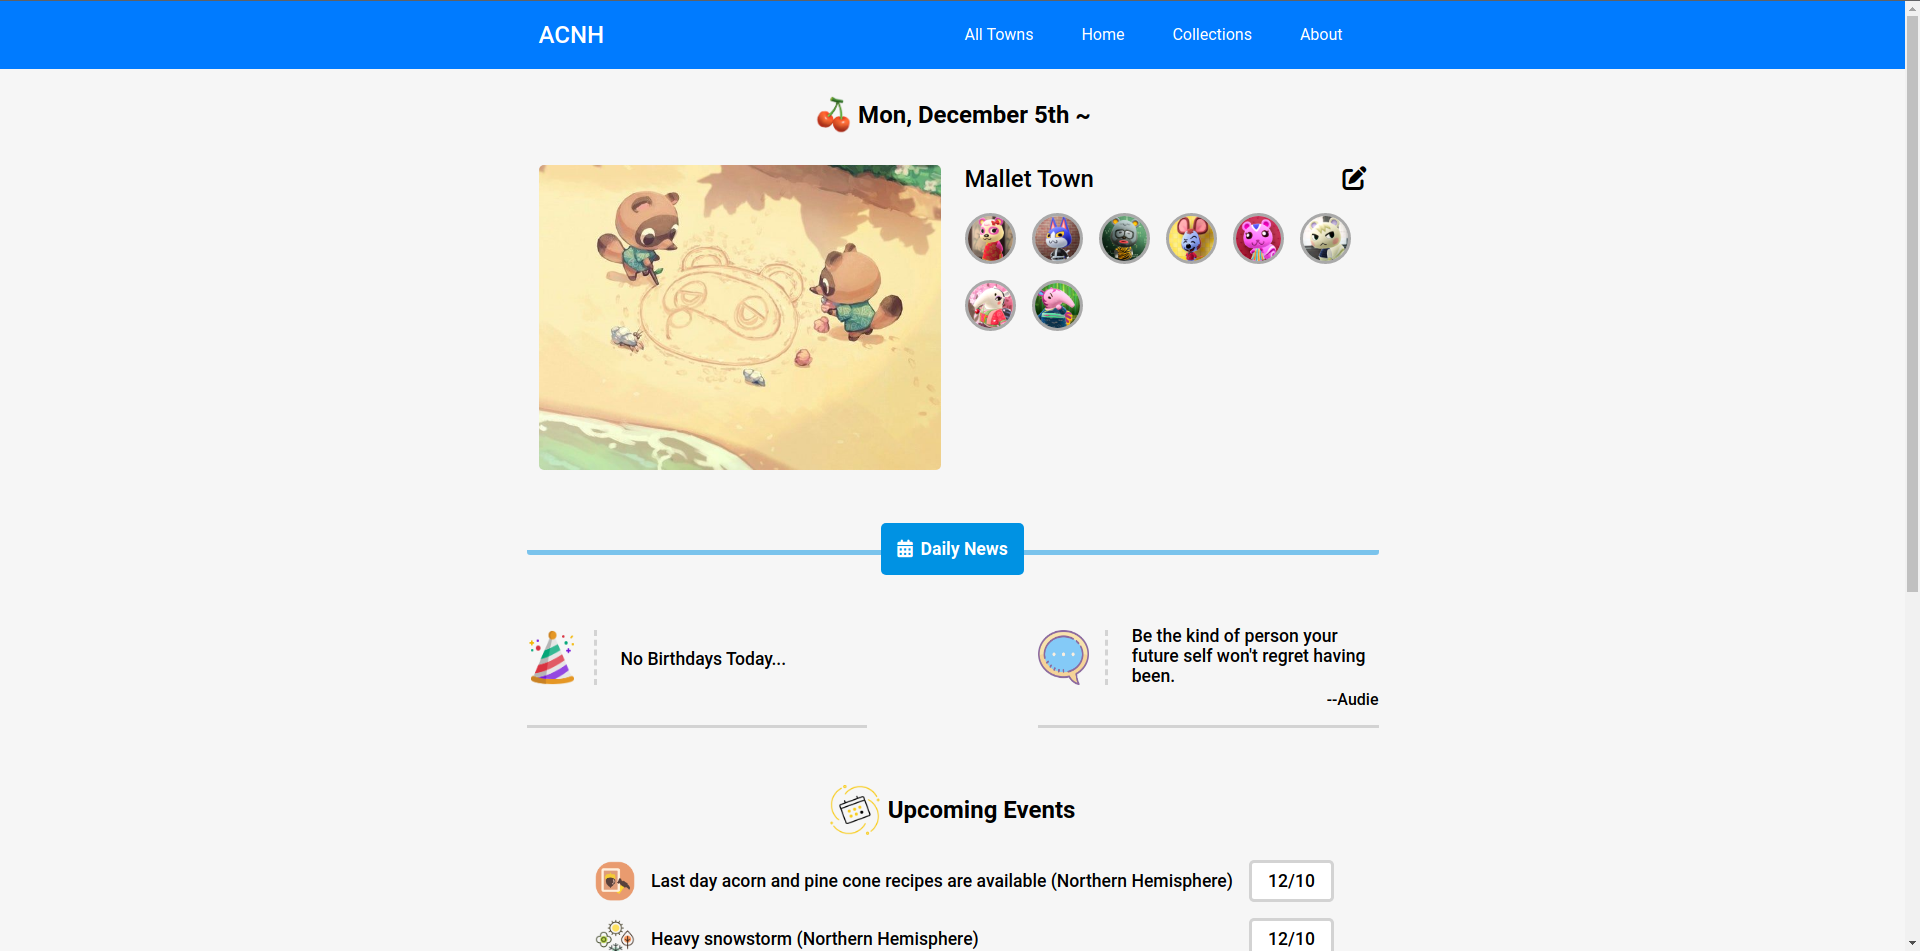 ACNH
All Towns
Home
Collections
About
Mon, December 5th ~
Mallet Town
Daily News
No Birthdays Today...
Be the kind of person your
future self won't regret having
been.
--Audie
Upcoming Events
Last day acorn and pine cone recipes are available (Northern Hemisphere)
12/10
Heavy snowstorm (Northern Hemisphere)
12/10